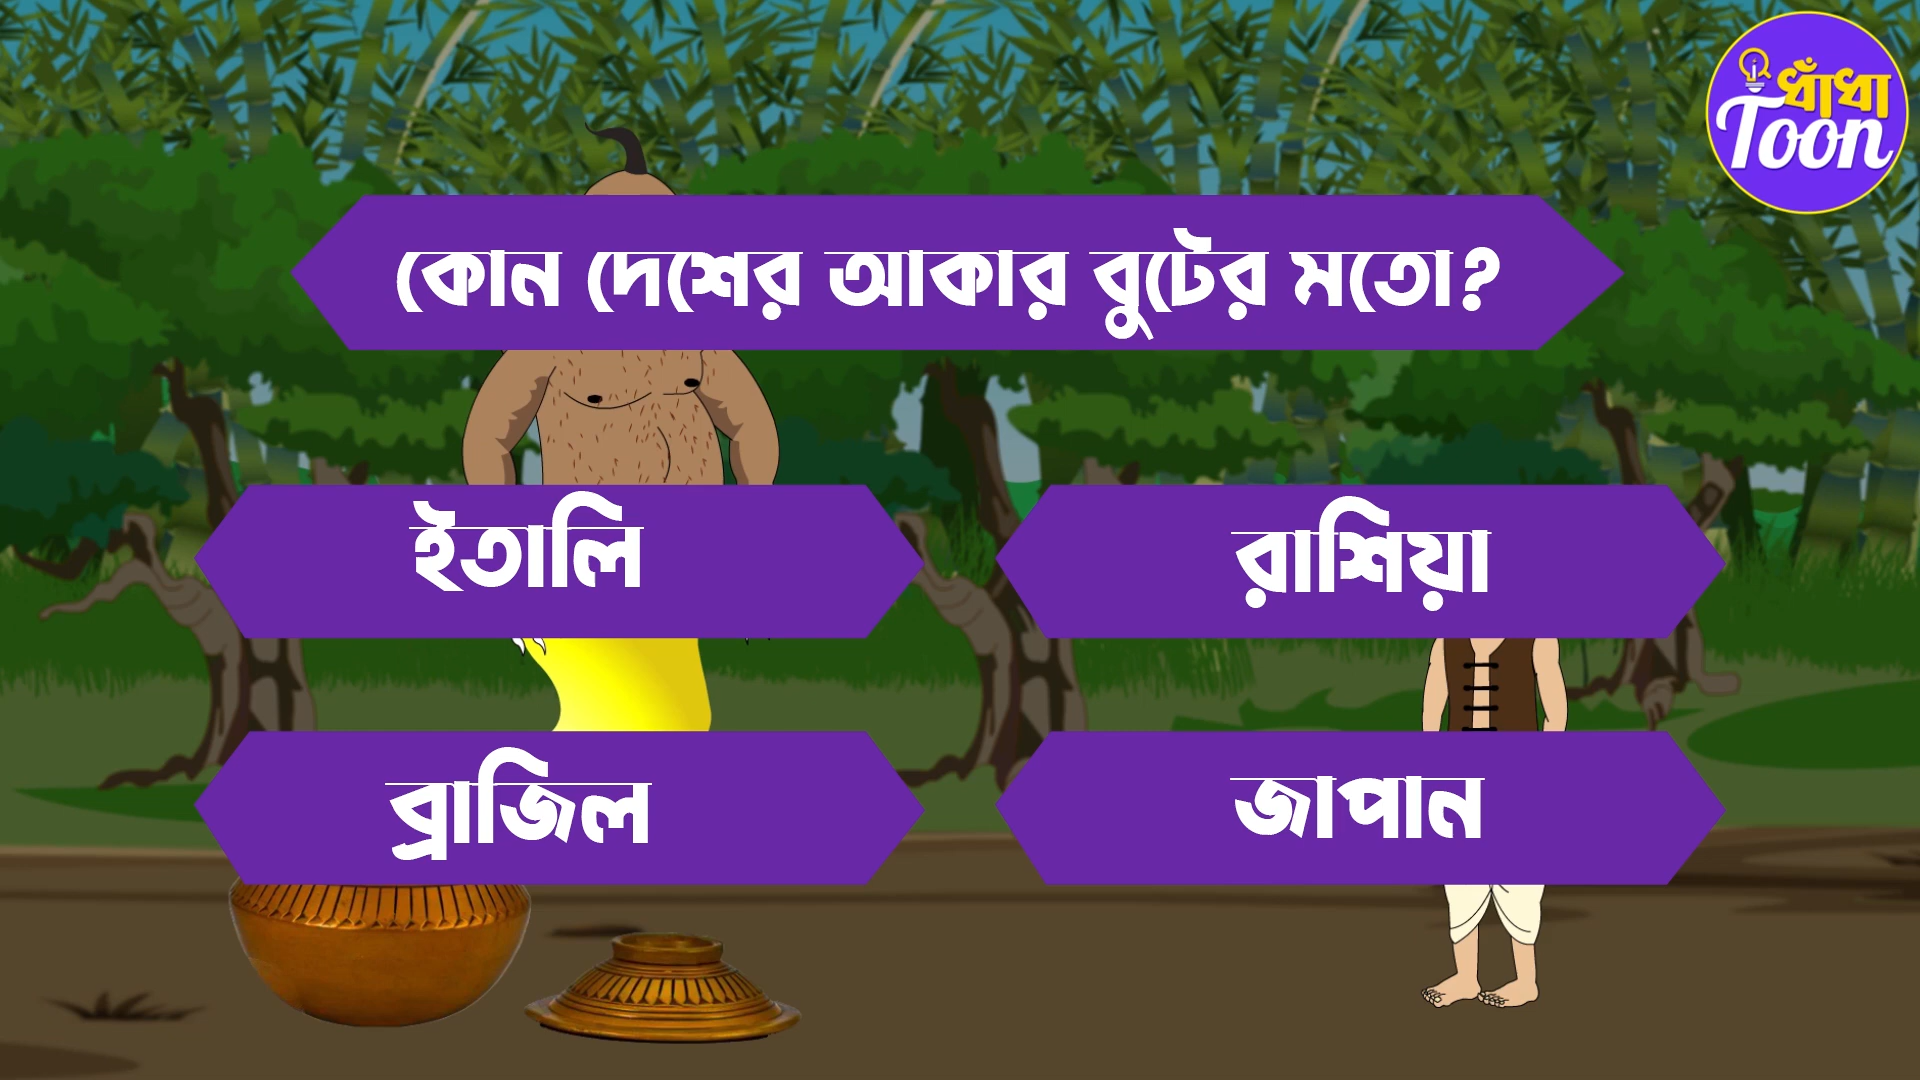 ধাঁধা
Toon
কোন দেশের আকার বুটের মতো?
ইতালি
রাশিয়া
ব্রাজিল
জাপান